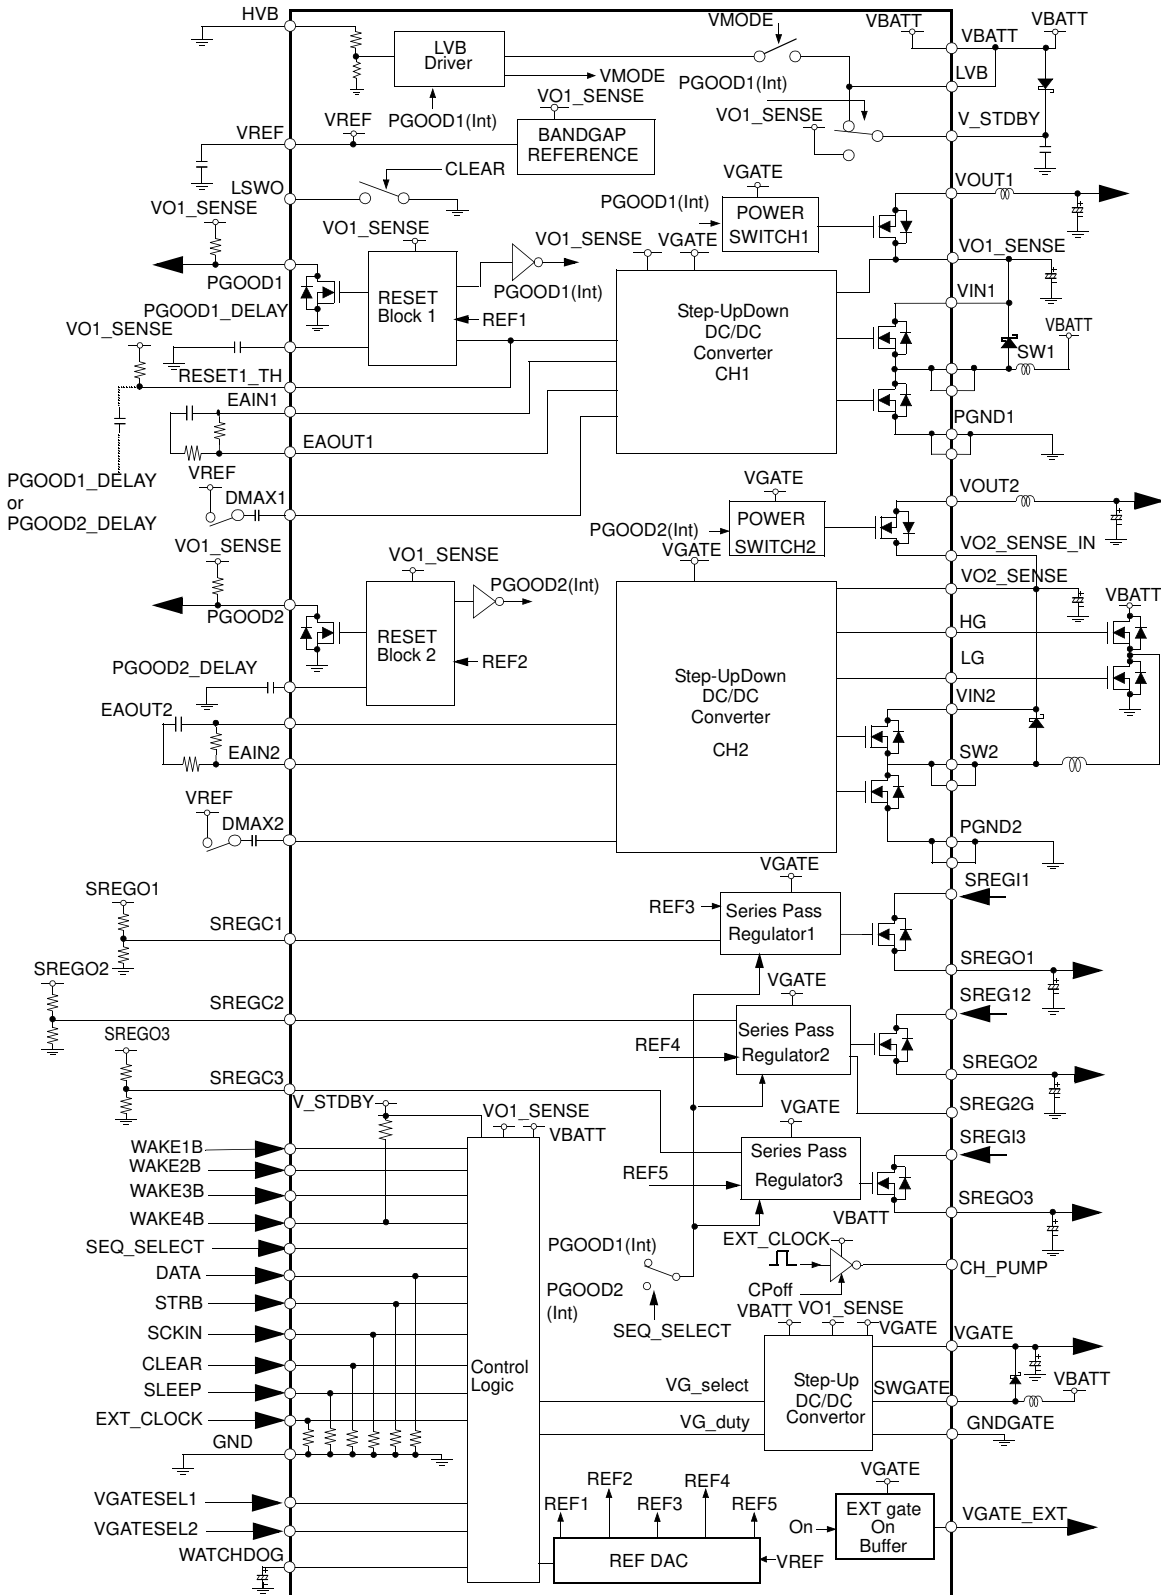 HVB
VMODE
VBATT
VBATT
VBATT
LVB
Driver
VMODE
PGOOD1(Int)
LVB
PGOOD1(Int)
VO1_SENSE
VO1_SENSE
V_STDBY
VREF
VREF
BANDGAP
REFERENCE
LSWO
CLEAR
VGATE
VOUT1
VO1_SENSE
PGOOD1(Int)
POWER
SWITCH1
VO1_SENSE
VO1_SENSE
VGATE
VO1_SENSE
PGOOD1
PGOOD1(Int)
VIN1
RESET
Block 1
PGOOD1_DELAY
REF1
Step-UpDown
DC/DC
Converter
CH1
VBATT
VO1_SENSE
SW1
RESET1_TH
EAIN1
PGND1
EAOUT1
VREF
PGOOD1_DELAY
or
PGOOD2_DELAY
DMAX1
VGATE
VOUT2
PGOOD2(Int)
POWER
SWITCH2
VO1_SENSE
VO1_SENSE
VGATE
VO2_SENSE_IN
VO2_SENSE
PGOOD2(Int)
VBATT
PGOOD2
HG
RESET
Block 2
REF2
LG
PGOOD2_DELAY
Step-UpDown
DC/DC
Converter
CH2
VIN2
EAOUT2
EAIN2
SW2
VREF
DMAX2
PGND2
VGATE
SREGI1
SREGO1
REF3
Series Pass
Regulator1
SREGC1
SREGO1
SREGO2
VGATE
SREGC2
SREG12
SREGO3
Series Pass
Regulator2
REF4
SREGO2
SREGC3
SREG2G
V_STDBY
VO1_SENSE
VBATT
VGATE
SREGI3
WAKE1B
WAKE2B
Series Pass
Regulator3
REF5
WAKE3B
SREGO3
WAKE4B
VBATT
SEQ_SELECT
PGOOD1(Int)
EXT_CLOCK
DATA
CH_PUMP
PGOOD2
(Int)
CPoff
STRB
VBATT
VO1_SENSE
SEQ_SELECT
VGATE
VGATE
SCKIN
CLEAR
Control
Logic
VG_select
Step-Up
DC/DC
Convertor
SWGATE
VBATT
SLEEP
EXT_CLOCK
VG_duty
GNDGATE
GND
VGATE
REF1
REF2
REF3
REF4
REF5
VGATESEL1
EXT gate
On
Buffer
On
VGATE_EXT
VGATESEL2
WATCHDOG
REF DAC
VREF